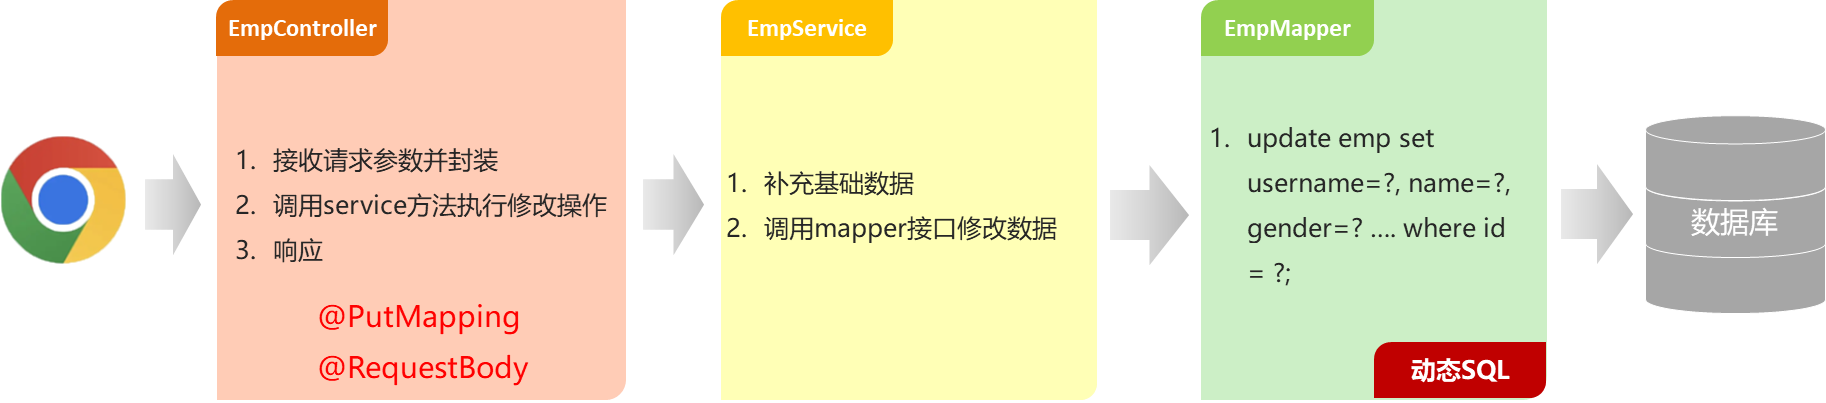 EmpController
1. 接收请求参数并封装
2. 调用service方法执行修改操作
3. 响应
@PutMapping
@RequestBody
EmpService
1. 补充基础数据
2. 调用mapper接口修改数据
EmpMapper
1. update emp set
username=?, name=?,
gender=? .... where id
= ?;
动态SQL
数据库